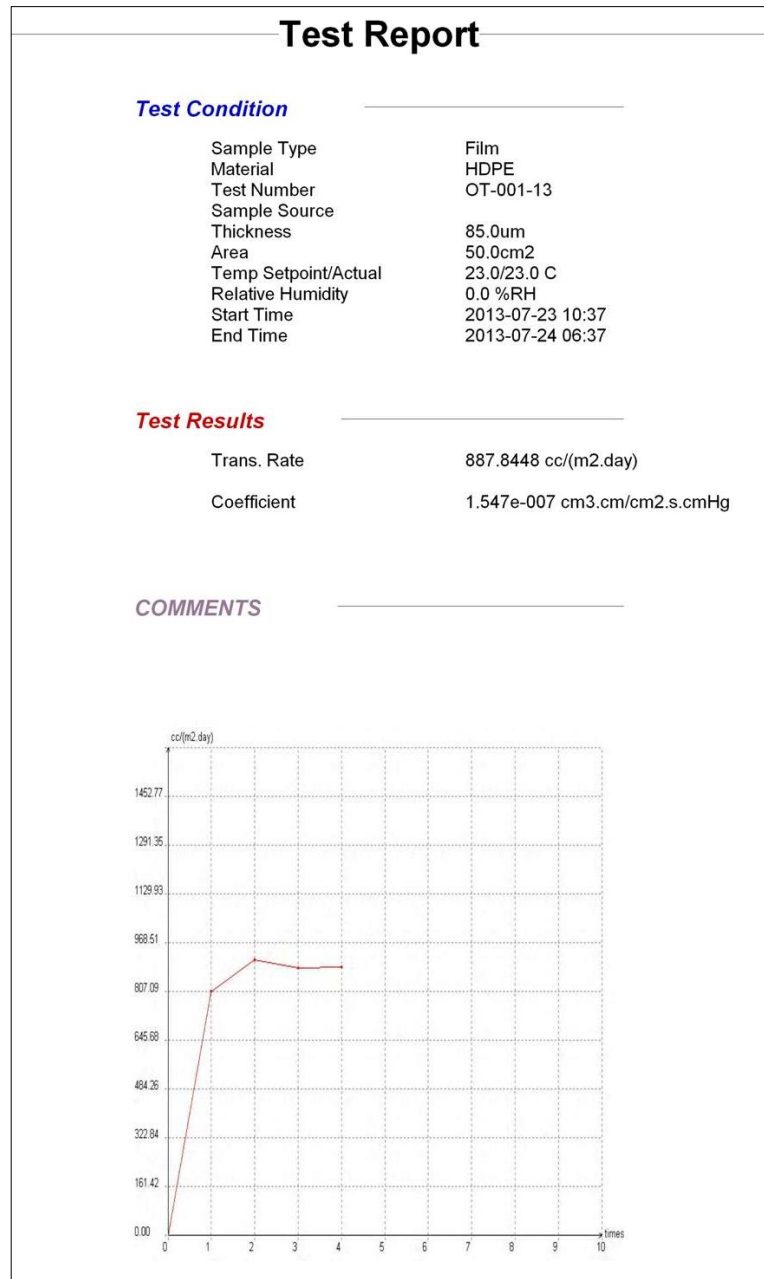 Test Report
Test Condition
Sample Type Film
Material HDPE
Test Number OT-001-13
Sample Source
Thickness 85.0um
Area 50.0cm2
Temp Setpoint/Actual 23.0/23.0 C
Relative Humidity 0.0 %RH
Start Time 2013-07-23 10:37
End Time 2013-07-24 06:37
Test Results
Trans. Rate 887.8448 cc/(m2.day)
Coefficient 1.547e-007 cm3.cm/cm2.s.cmHg
COMMENTS
cc/(m2.day)
1452.77
1291.35
1129.93
968.51
807.09
645.68
484.26
322.84
161.42
0.00
times
0 1 2 3 4 5 6 7 8 9 10